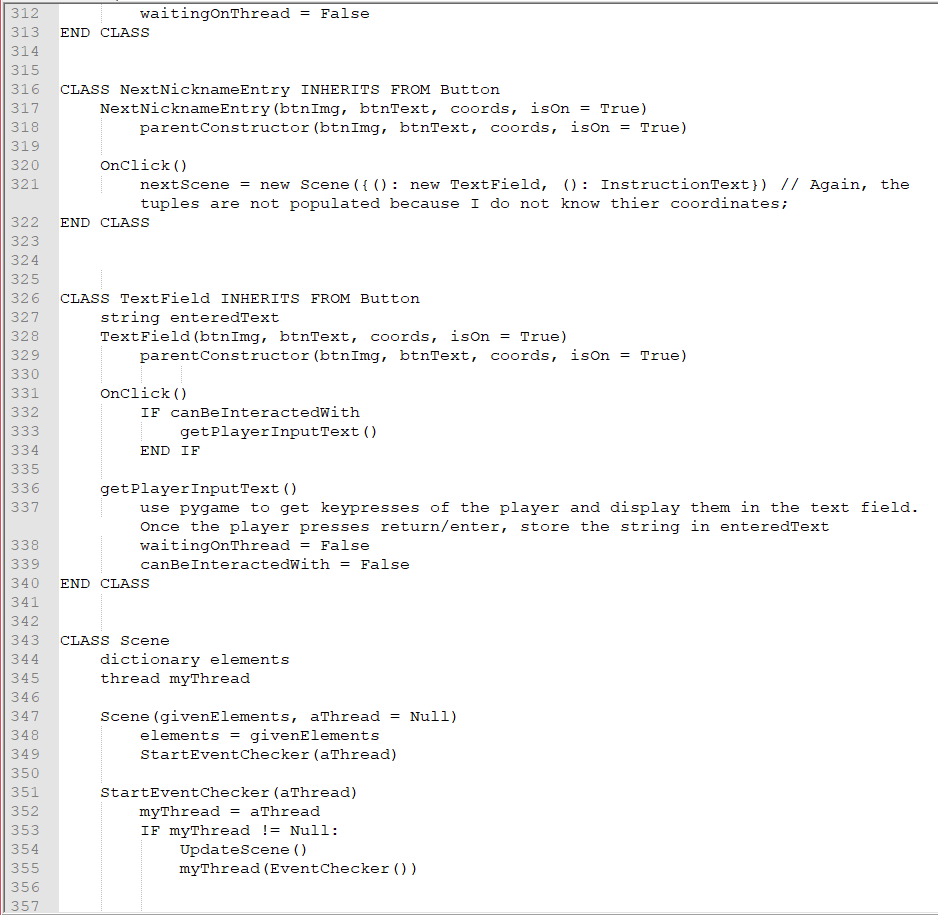 312 waitingOnThread = False
313 END CLASS
314
315
316 CLASS NextNicknameEntry INHERITS FROM Button
317 NextNicknameEntry(btnImg, btnText, coords, isOn = True)
318 parentConstructor(btnImg, btnText, coords, isOn = True)
319
320 OnClick()
321 nextScene = new Scene({(): new TextField, (): InstructionText}) // Again, the
tuples are not populated because I do not know thier coordinates;
322 END CLASS
323
324
325
326 CLASS TextField INHERITS FROM Button
327 string enteredText
328 TextField(btnImg, btnText, coords, isOn = True)
329 parentConstructor(btnImg, btnText, coords, isOn = True)
330
331 OnClick()
332 IF canBeInteractedWith
333 getPlayerInputText()
334 END IF
335
336 getPlayerInputText()
337 use pygame to get keypresses of the player and display them in the text field.
Once the player presses return/enter, store the string in enteredText
338 waitingOnThread = False
339 canBeInteractedWith = False
340 END CLASS
341
342
343 CLASS Scene
344 dictionary elements
345 thread myThread
346
347 Scene(givenElements, aThread = Null)
348 elements = givenElements
349 StartEventChecker(aThread)
350
351 StartEventChecker(aThread)
352 myThread = aThread
353 IF myThread != Null:
354 UpdateScene()
355 myThread(EventChecker())
356
357